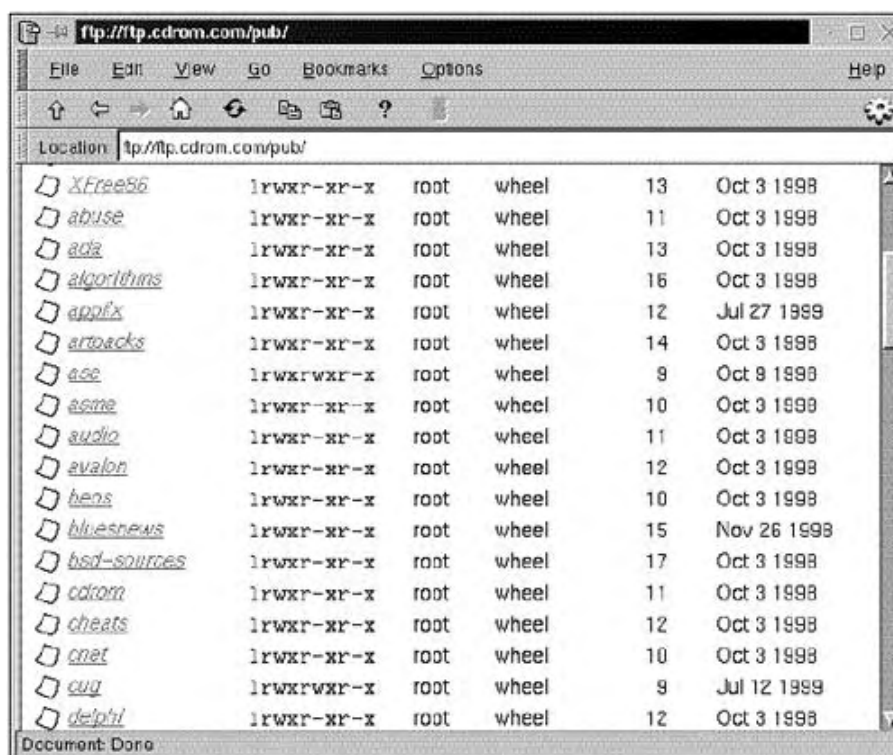 ftp://ftp.cdrom.com/pub/
File Edit View Go Bookmarks Options Help
Location ftp://ftp.cdrom.com/pub/
XFree86 lrwxr-xr-x root wheel 13 Oct 3 1998
abuse lrwxr-xr-x root wheel 11 Oct 3 1998
ada lrwxr-xr-x root wheel 13 Oct 3 1998
algorithms lrwxr-xr-x root wheel 16 Oct 3 1998
appfx lrwxr-xr-x root wheel 12 Jul 27 1999
artpacks lrwxr-xr-x root wheel 14 Oct 3 1998
ase lrwxrwxr-x root wheel 9 Oct 9 1998
asme lrwxr-xr-x root wheel 10 Oct 3 1998
audio lrwxr-xr-x root wheel 11 Oct 3 1998
avalon lrwxr-xr-x root wheel 12 Oct 3 1998
beos lrwxr-xr-x root wheel 10 Oct 3 1998
bluesnews lrwxr-xr-x root wheel 15 Nov 26 1998
bsd-sources lrwxr-xr-x root wheel 17 Oct 3 1998
cdrom lrwxr-xr-x root wheel 11 Oct 3 1998
cheats lrwxr-xr-x root wheel 12 Oct 3 1998
cnet lrwxr-xr-x root wheel 10 Oct 3 1998
cug lrwxrwxr-x root wheel 9 Jul 12 1999
delphi lrwxr-xr-x root wheel 12 Oct 3 1998
Document: Done